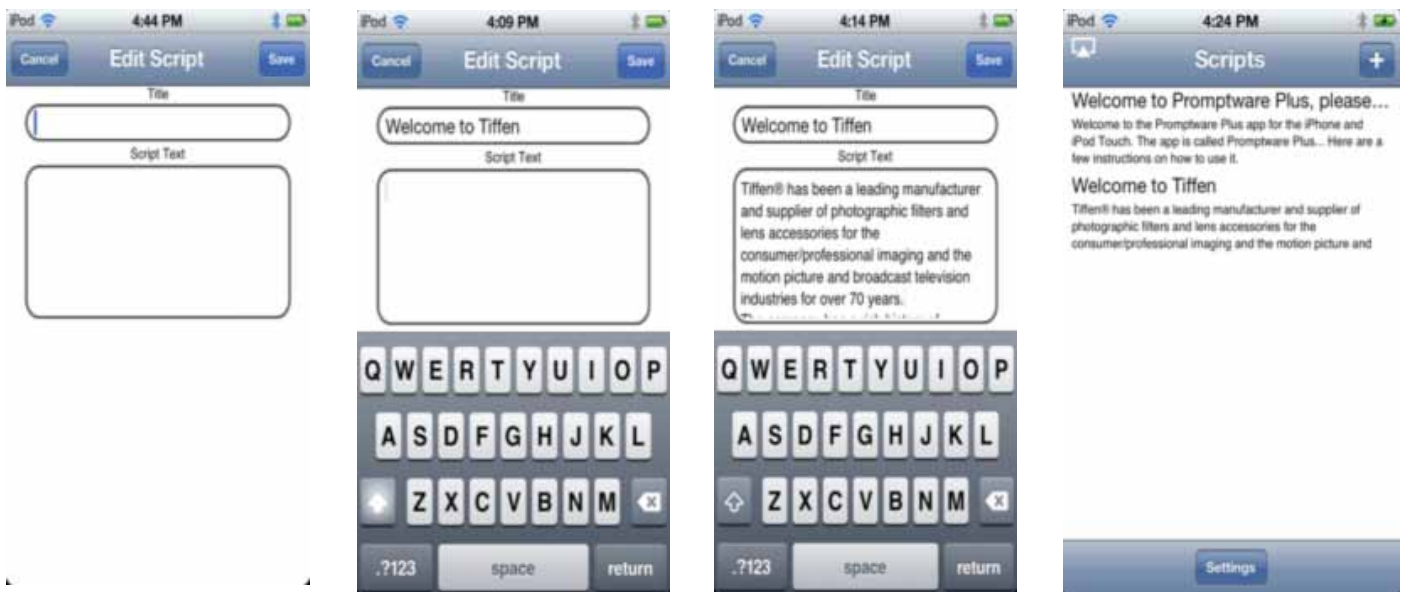 iPod 4:44 PM
Cancel Edit Script Save
Title
Script Text
iPod 4:09 PM
Cancel Edit Script Save
Title
Welcome to Tiffen
Script Text
Q W E R T Y U I O P
A S D F G H J K L
Z X C V B N M
.?123 space return
iPod 4:14 PM
Cancel Edit Script Save
Title
Welcome to Tiffen
Script Text
Tiffen® has been a leading manufacturer
and supplier of photographic filters and
lens accessories for the
consumer/professional imaging and the
motion picture and broadcast television
industries for over 70 years.
The company has a rich history of
Q W E R T Y U I O P
A S D F G H J K L
Z X C V B N M
.?123 space return
iPod 4:24 PM
Scripts +
Welcome to Promptware Plus, please...
Welcome to the Promptware Plus app for the iPhone and
iPod Touch. The app is called Promptware Plus... Here are a
few instructions on how to use it.
Welcome to Tiffen
Tiffen® has been a leading manufacturer and supplier of
photographic filters and lens accessories for the
consumer/professional imaging and the motion picture and
Settings